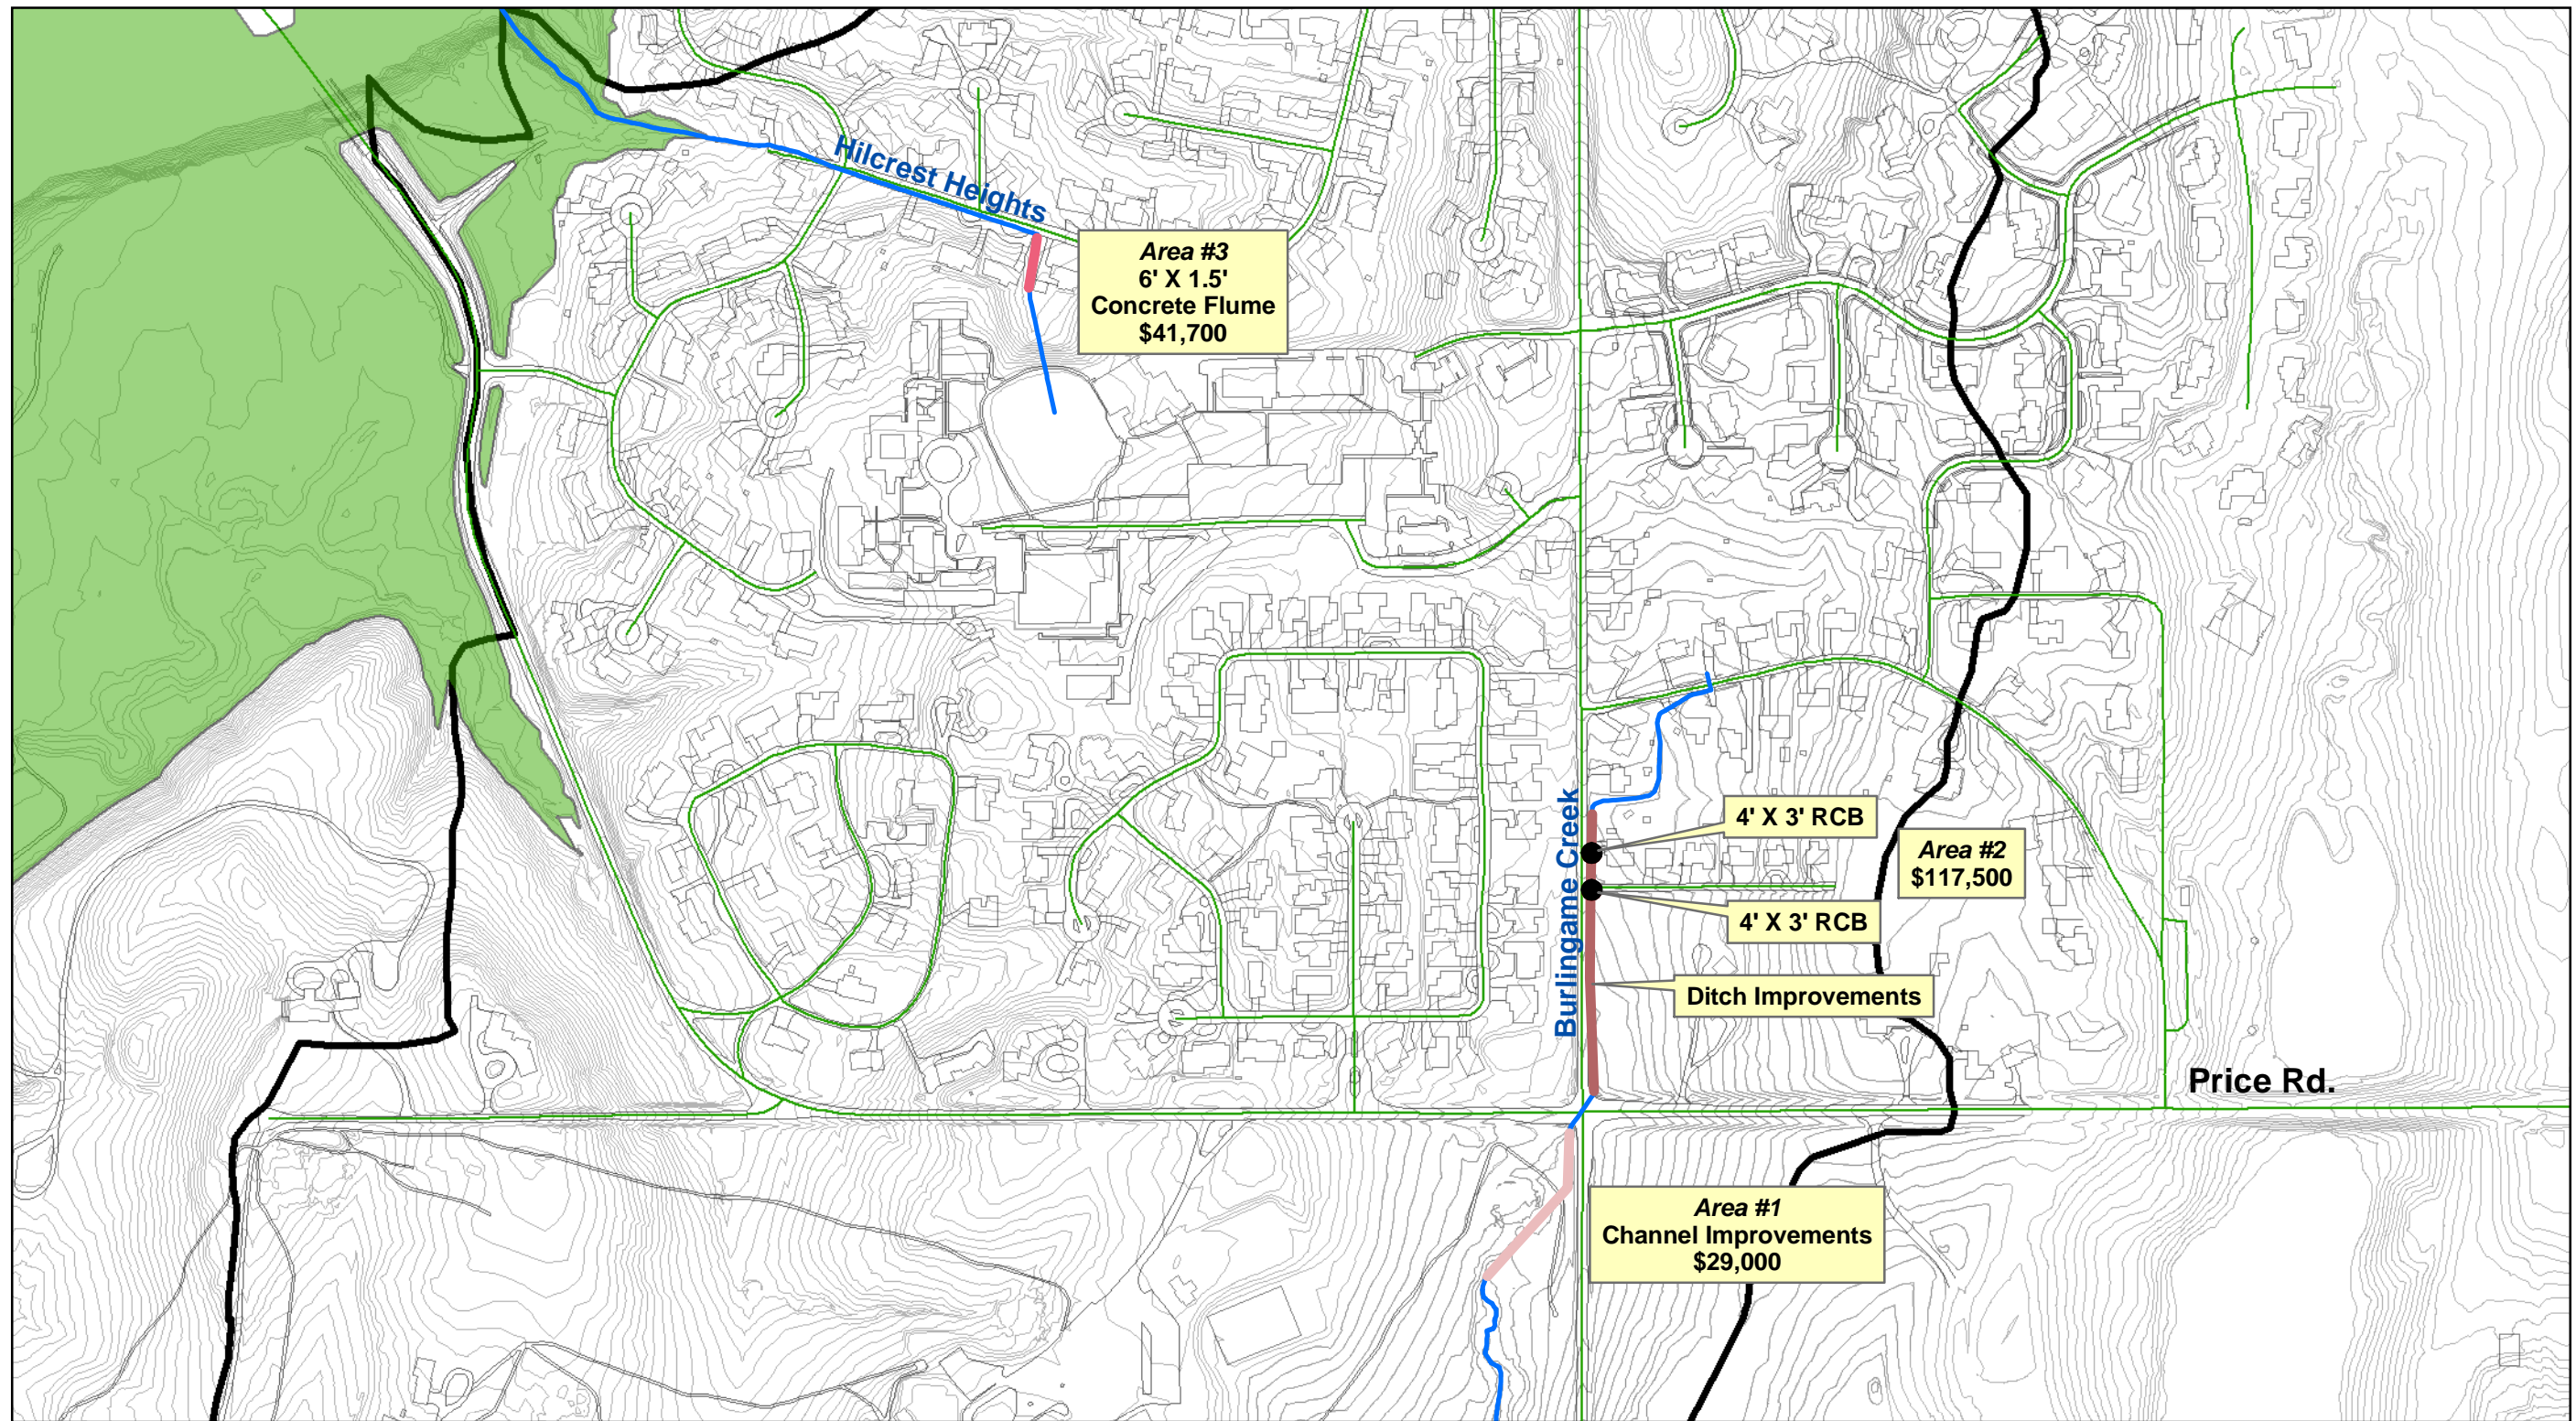 Hilcrest Heights
Area #3
6' X 1.5'
Concrete Flume
$41,700
Burlingame Creek
4' X 3' RCB
Area #2
$117,500
4' X 3' RCB
Ditch Improvements
Price Rd.
Area #1
Channel Improvements
$29,000